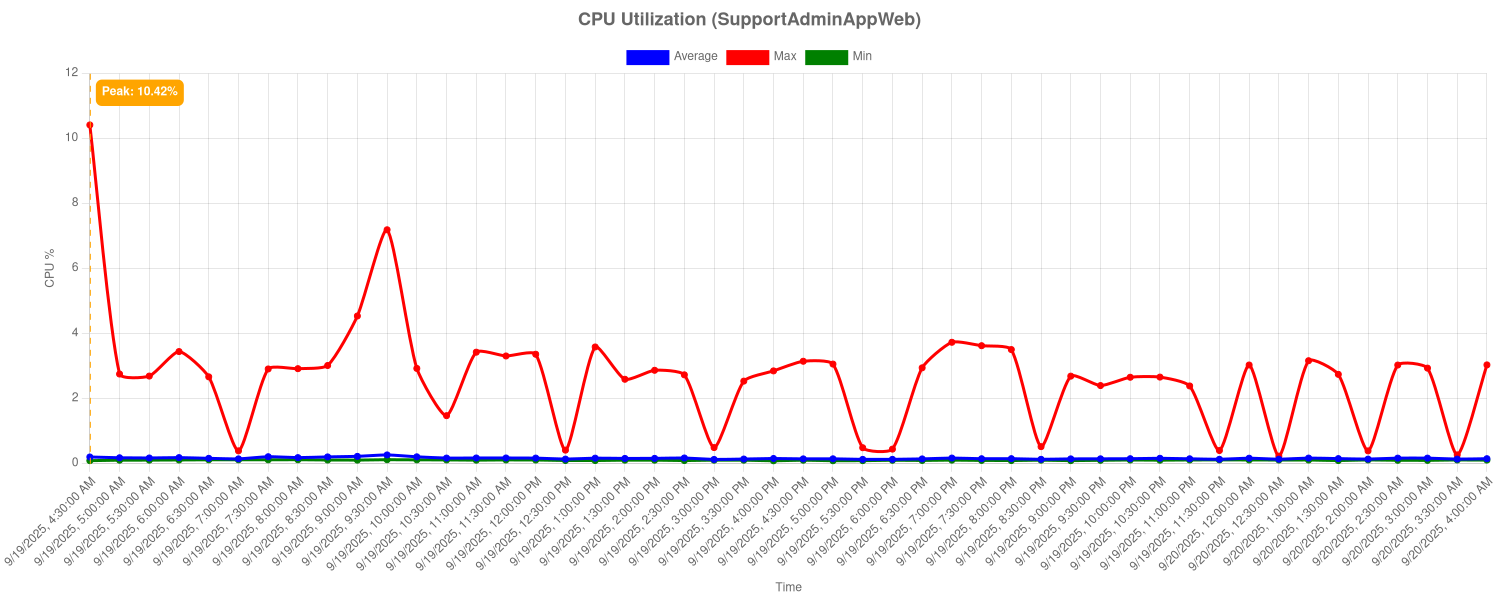 CPU Utilization (SupportAdminAppWeb)
Average Max Min
Peak: 10.42%
CPU %
12
10
8
6
4
2
0
9/19/2025, 4:30:00 AM
9/19/2025, 5:00:00 AM
9/19/2025, 5:30:00 AM
9/19/2025, 6:00:00 AM
9/19/2025, 6:30:00 AM
9/19/2025, 7:00:00 AM
9/19/2025, 7:30:00 AM
9/19/2025, 8:00:00 AM
9/19/2025, 8:30:00 AM
9/19/2025, 9:00:00 AM
9/19/2025, 9:30:00 AM
9/19/2025, 10:00:00 AM
9/19/2025, 10:30:00 AM
9/19/2025, 11:00:00 AM
9/19/2025, 11:30:00 AM
9/19/2025, 12:00:00 PM
9/19/2025, 12:30:00 PM
9/19/2025, 1:00:00 PM
9/19/2025, 1:30:00 PM
9/19/2025, 2:00:00 PM
9/19/2025, 2:30:00 PM
9/19/2025, 3:00:00 PM
9/19/2025, 3:30:00 PM
9/19/2025, 4:00:00 PM
9/19/2025, 4:30:00 PM
9/19/2025, 5:00:00 PM
9/19/2025, 5:30:00 PM
9/19/2025, 6:00:00 PM
9/19/2025, 6:30:00 PM
9/19/2025, 7:00:00 PM
9/19/2025, 7:30:00 PM
9/19/2025, 8:00:00 PM
9/19/2025, 8:30:00 PM
9/19/2025, 9:00:00 PM
9/19/2025, 9:30:00 PM
9/19/2025, 10:00:00 PM
9/19/2025, 10:30:00 PM
9/19/2025, 11:00:00 PM
9/19/2025, 11:30:00 PM
9/20/2025, 12:00:00 AM
9/20/2025, 12:30:00 AM
9/20/2025, 1:00:00 AM
9/20/2025, 1:30:00 AM
9/20/2025, 2:00:00 AM
9/20/2025, 2:30:00 AM
9/20/2025, 3:00:00 AM
9/20/2025, 3:30:00 AM
9/20/2025, 4:00:00 AM
Time